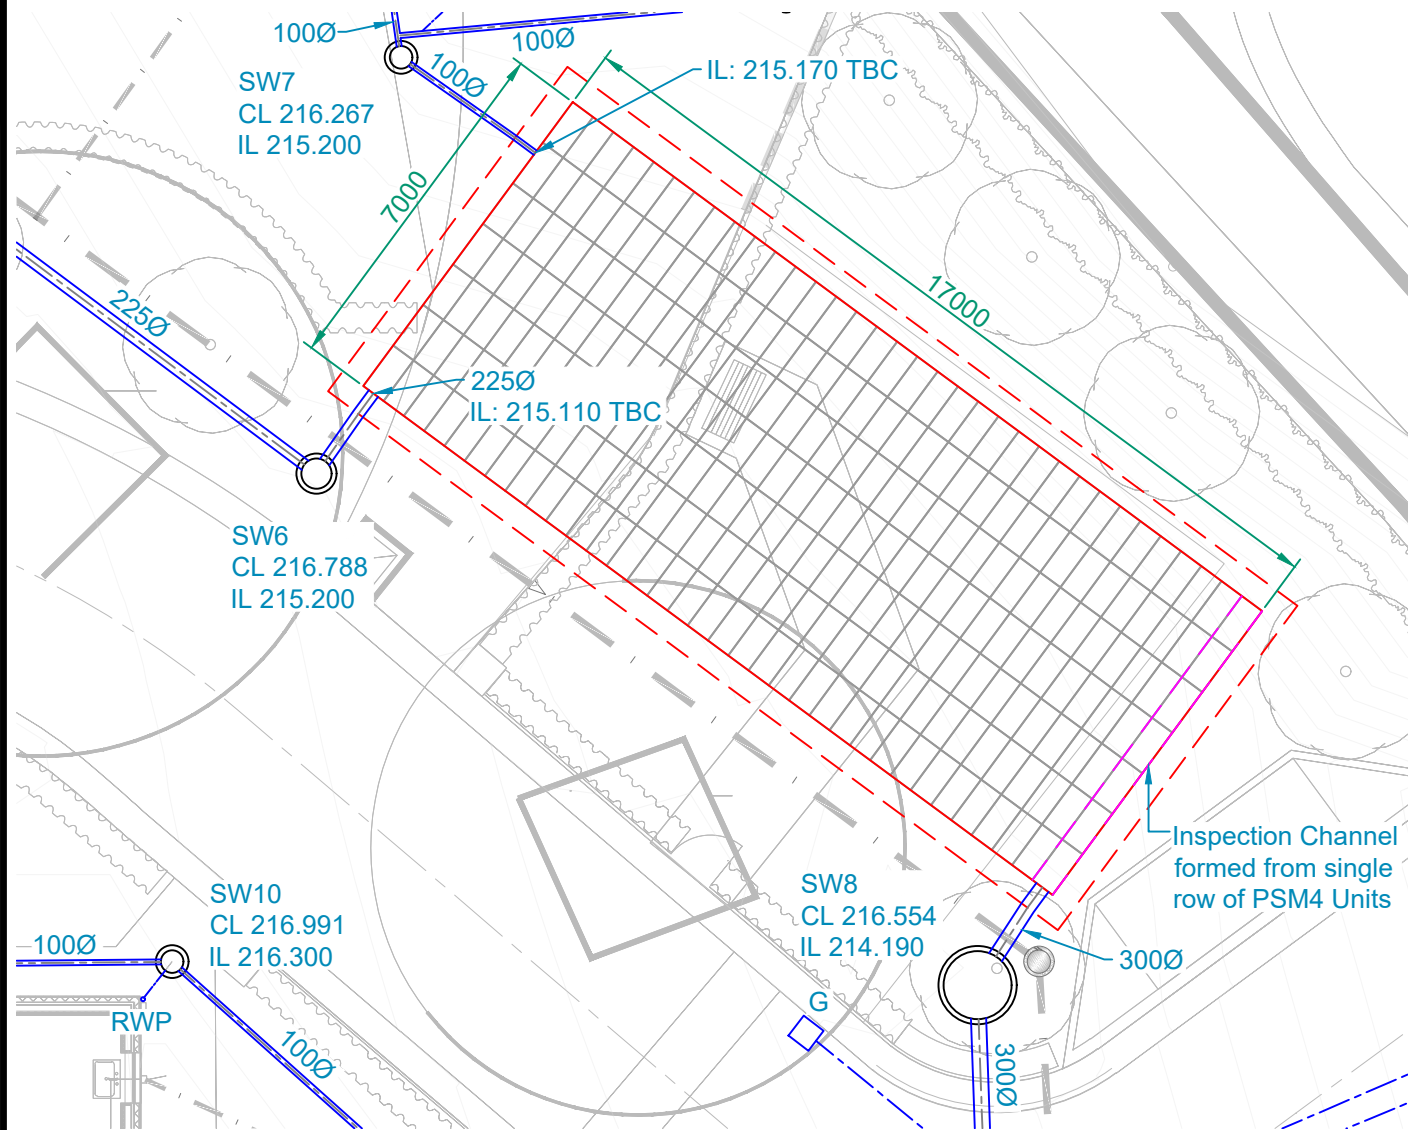 100Ø
100Ø
100Ø
SW7
CL 216.267
IL 215.200
IL: 215.170 TBC
7000
17000
225Ø
225Ø
IL: 215.110 TBC
SW6
CL 216.788
IL 215.200
Inspection Channel
formed from single
row of PSM4 Units
SW8
CL 216.554
IL 214.190
300Ø
SW10
CL 216.991
IL 216.300
100Ø
RWP
100Ø
G
300Ø